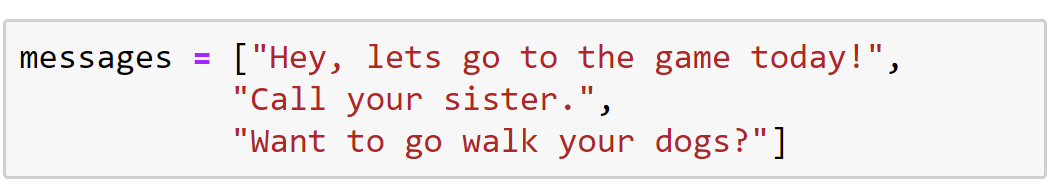 messages = ["Hey, lets go to the game today!",
"Call your sister.",
"Want to go walk your dogs?"]